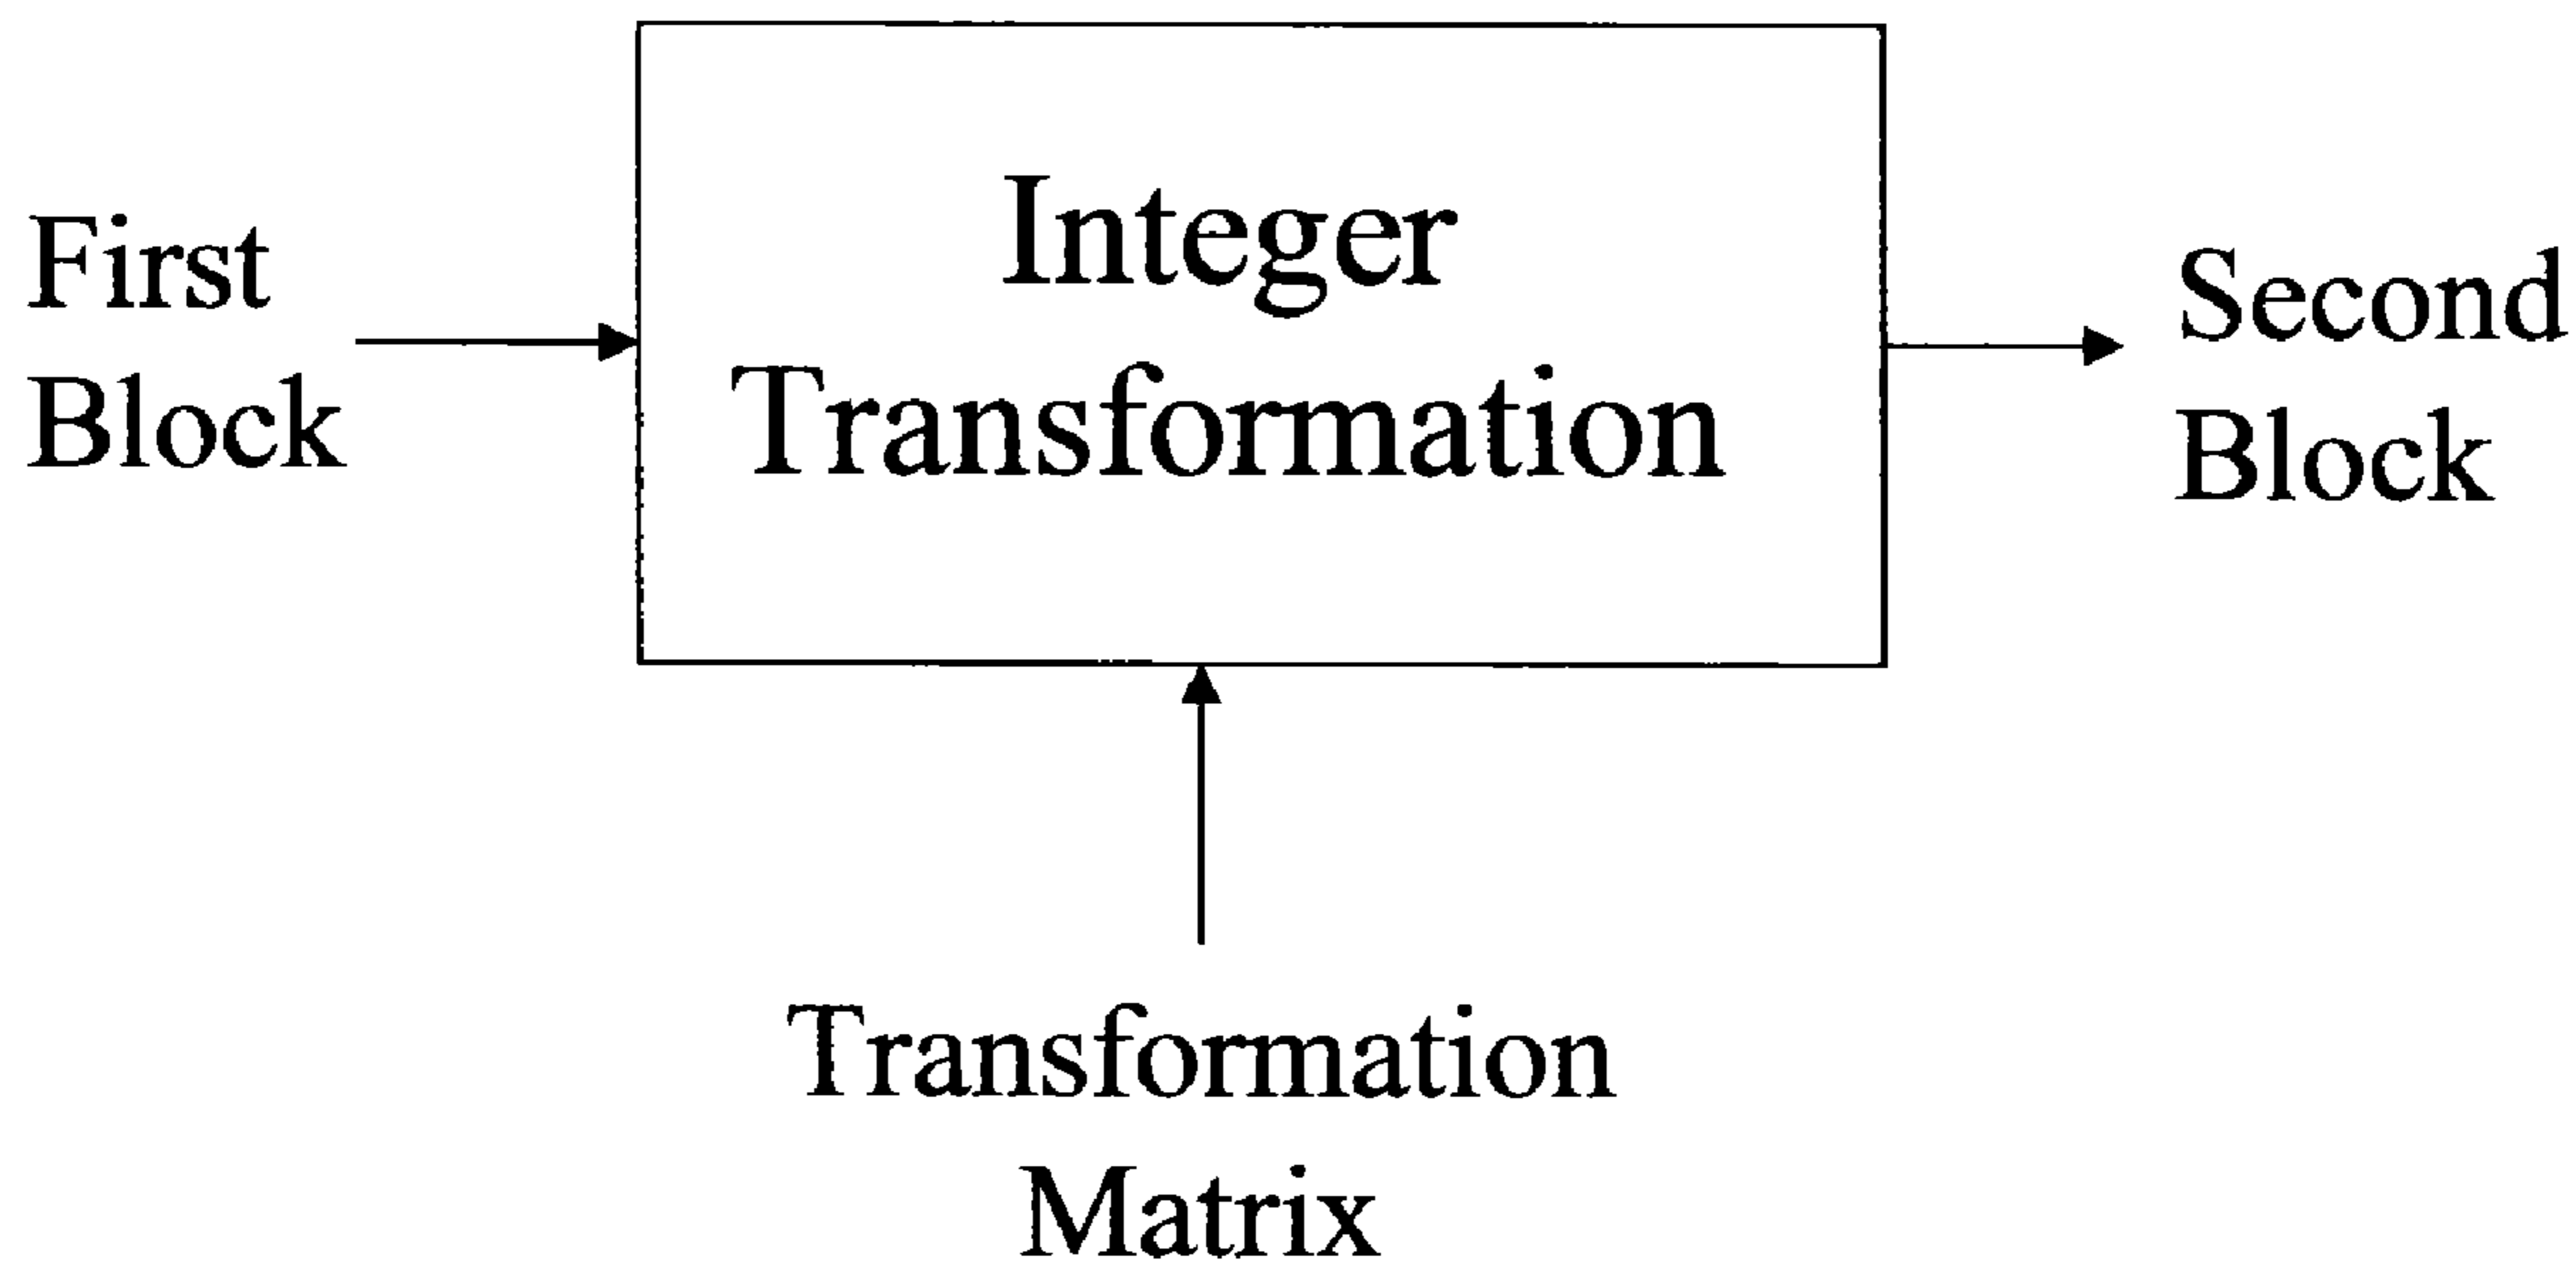 First
Block
Integer
Transformation
Second
Block
Transformation
Matrix